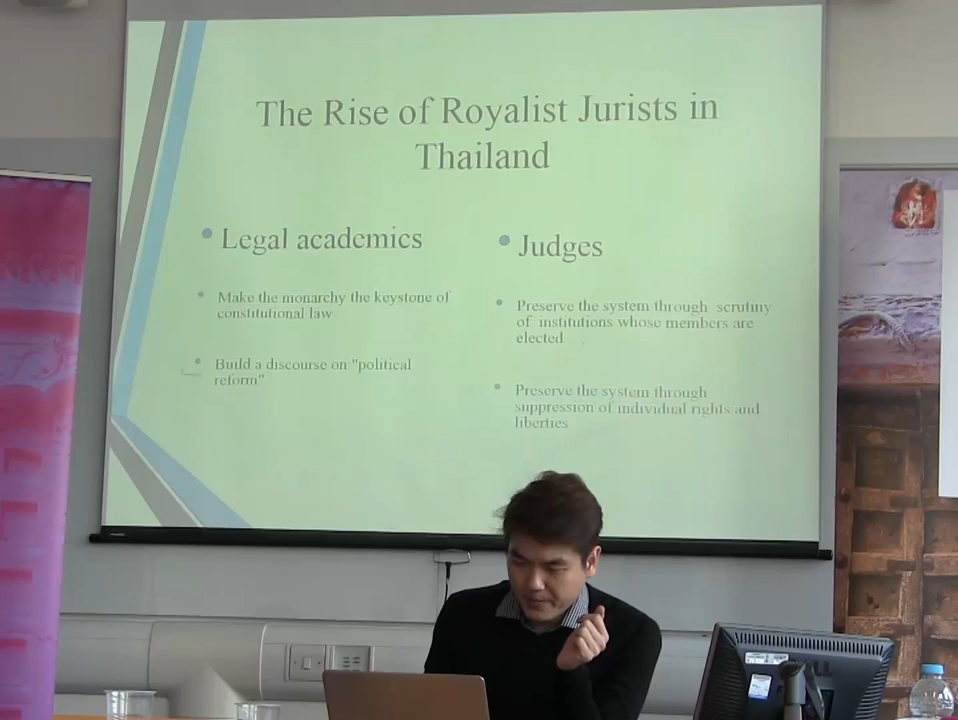 The Rise of Royalist Jurists in
Thailand
Legal academics
Make the monarchy the keystone of
constitutional law
Build a discourse on "political
reform"
Judges
Preserve the system through scrutiny
of institutions whose members are
elected
Preserve the system through
suppression of individual rights and
liberties